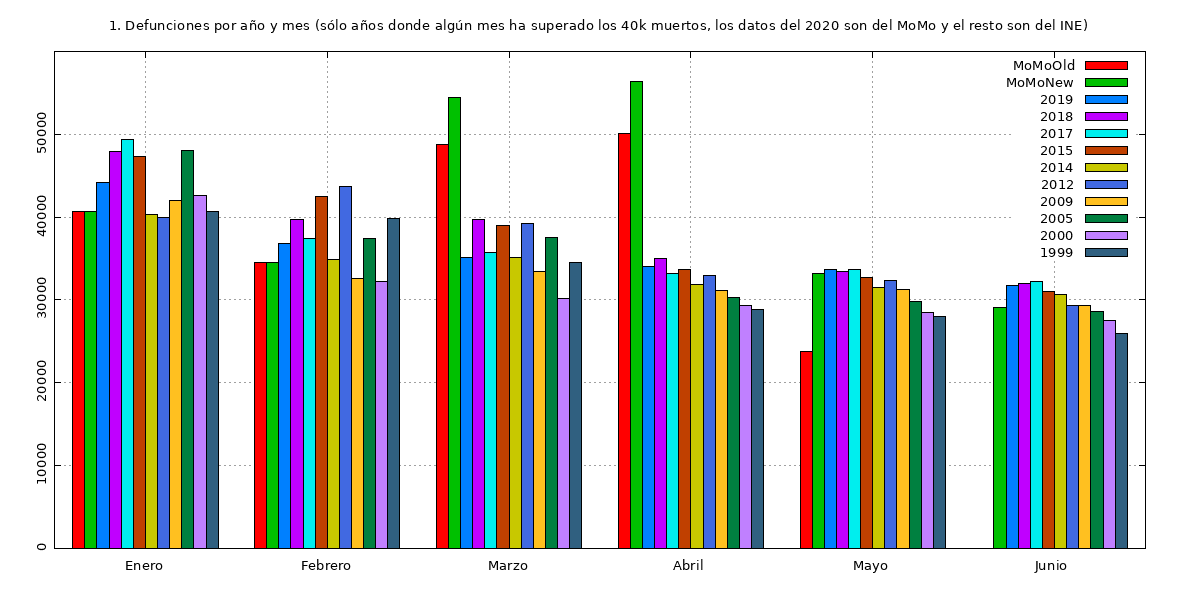 1. Defunciones por año y mes (sólo años donde algún mes ha superado los 40k muertos, los datos del 2020 son del MoMo y el resto son del INE)
MoMoOld
MoMoNew
2019
2018
2017
2015
2014
2012
2009
2005
2000
1999
50000
40000
30000
20000
10000
0
Enero
Febrero
Marzo
Abril
Mayo
Junio